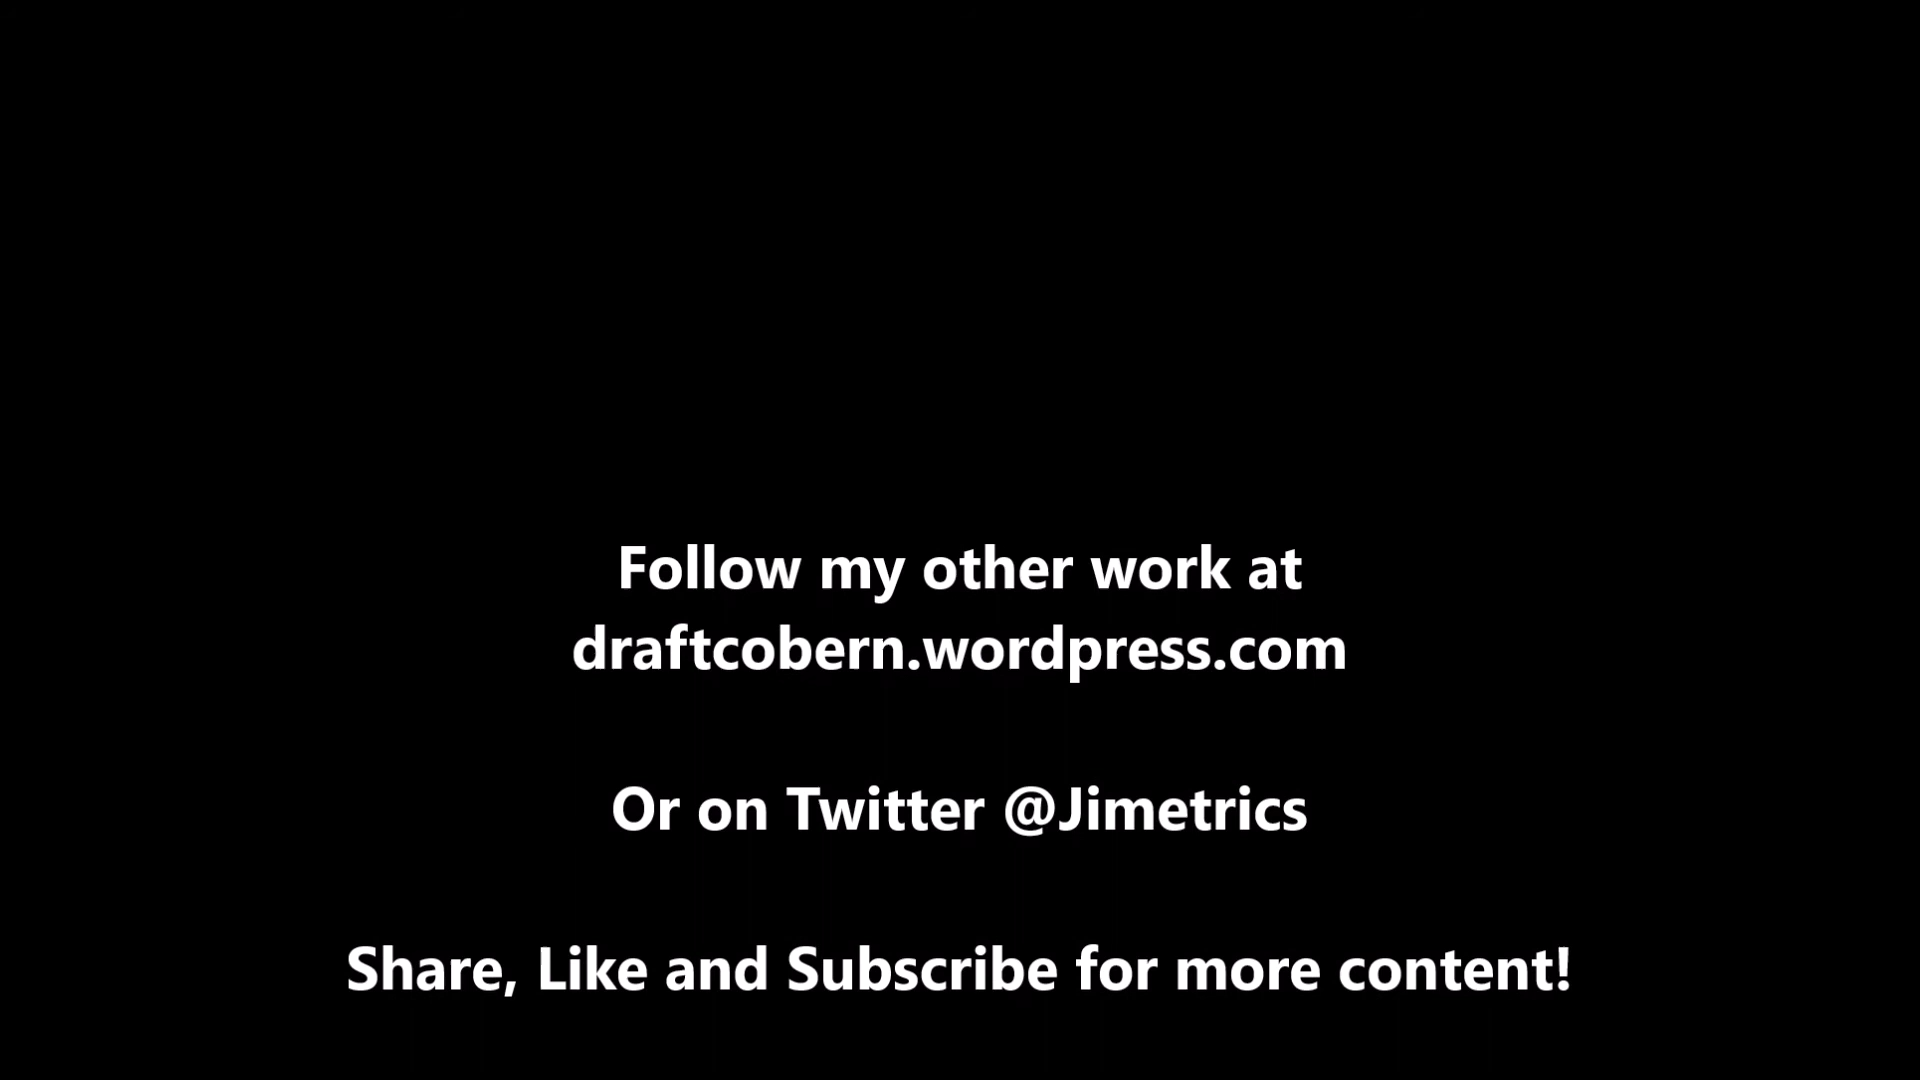 Follow my other work at
draftcobern.wordpress.com
Or on Twitter @Jimetrics
Share, Like and Subscribe for more content!